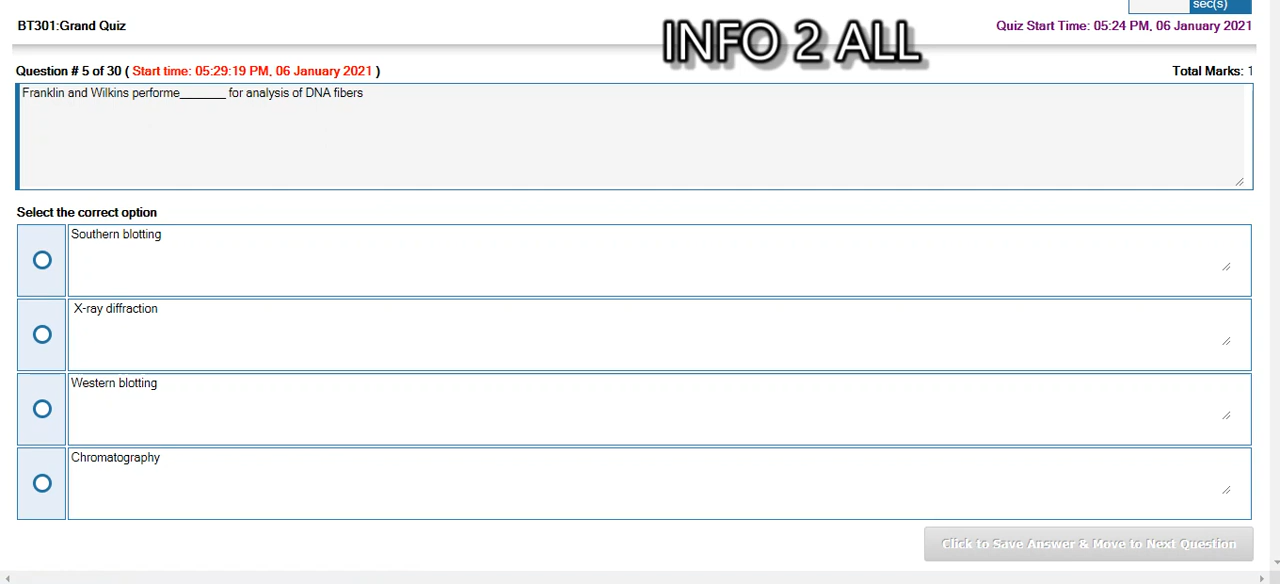 sec(s)
BT301:Grand Quiz
INFO 2 ALL
Quiz Start Time: 05:24 PM, 06 January 2021
Question # 5 of 30 ( Start time: 05:29:19 PM, 06 January 2021 )
Total Marks: 1
Franklin and Wilkins performe_______ for analysis of DNA fibers
Select the correct option
Southern blotting
X-ray diffraction
Western blotting
Chromatography
Click to Save Answer & Move to Next Question